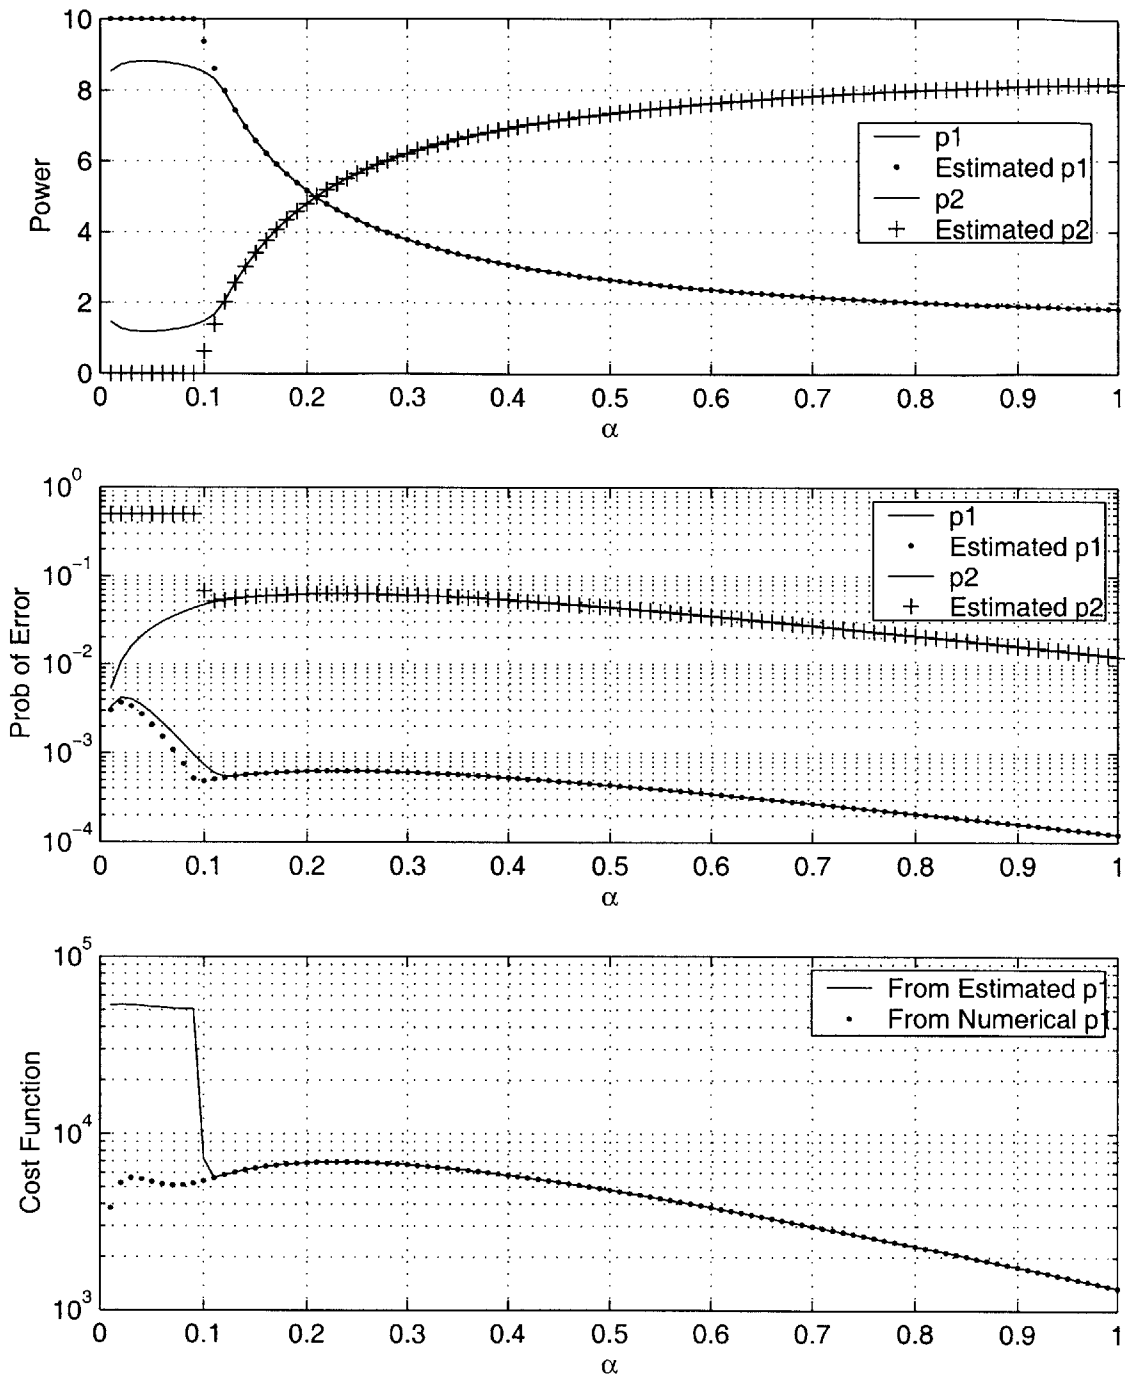 10
8
6
4
2
0
Power
p1
Estimated p1
p2
Estimated p2
0 0.1 0.2 0.3 0.4 0.5 0.6 0.7 0.8 0.9 1
α
10^0
10^-1
10^-2
10^-3
10^-4
Prob of Error
p1
Estimated p1
p2
Estimated p2
0 0.1 0.2 0.3 0.4 0.5 0.6 0.7 0.8 0.9 1
α
10^5
10^4
10^3
Cost Function
From Estimated p1
From Numerical p1
0 0.1 0.2 0.3 0.4 0.5 0.6 0.7 0.8 0.9 1
α